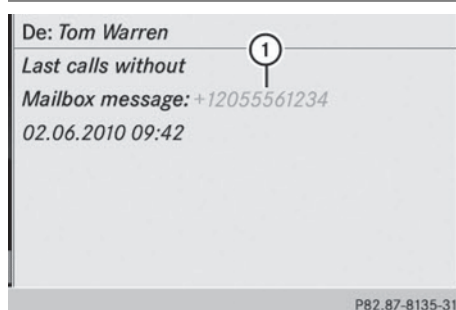 De: Tom Warren
1
Last calls without
Mailbox message: +12055561234
02.06.2010 09:42
P82.87-8135-31